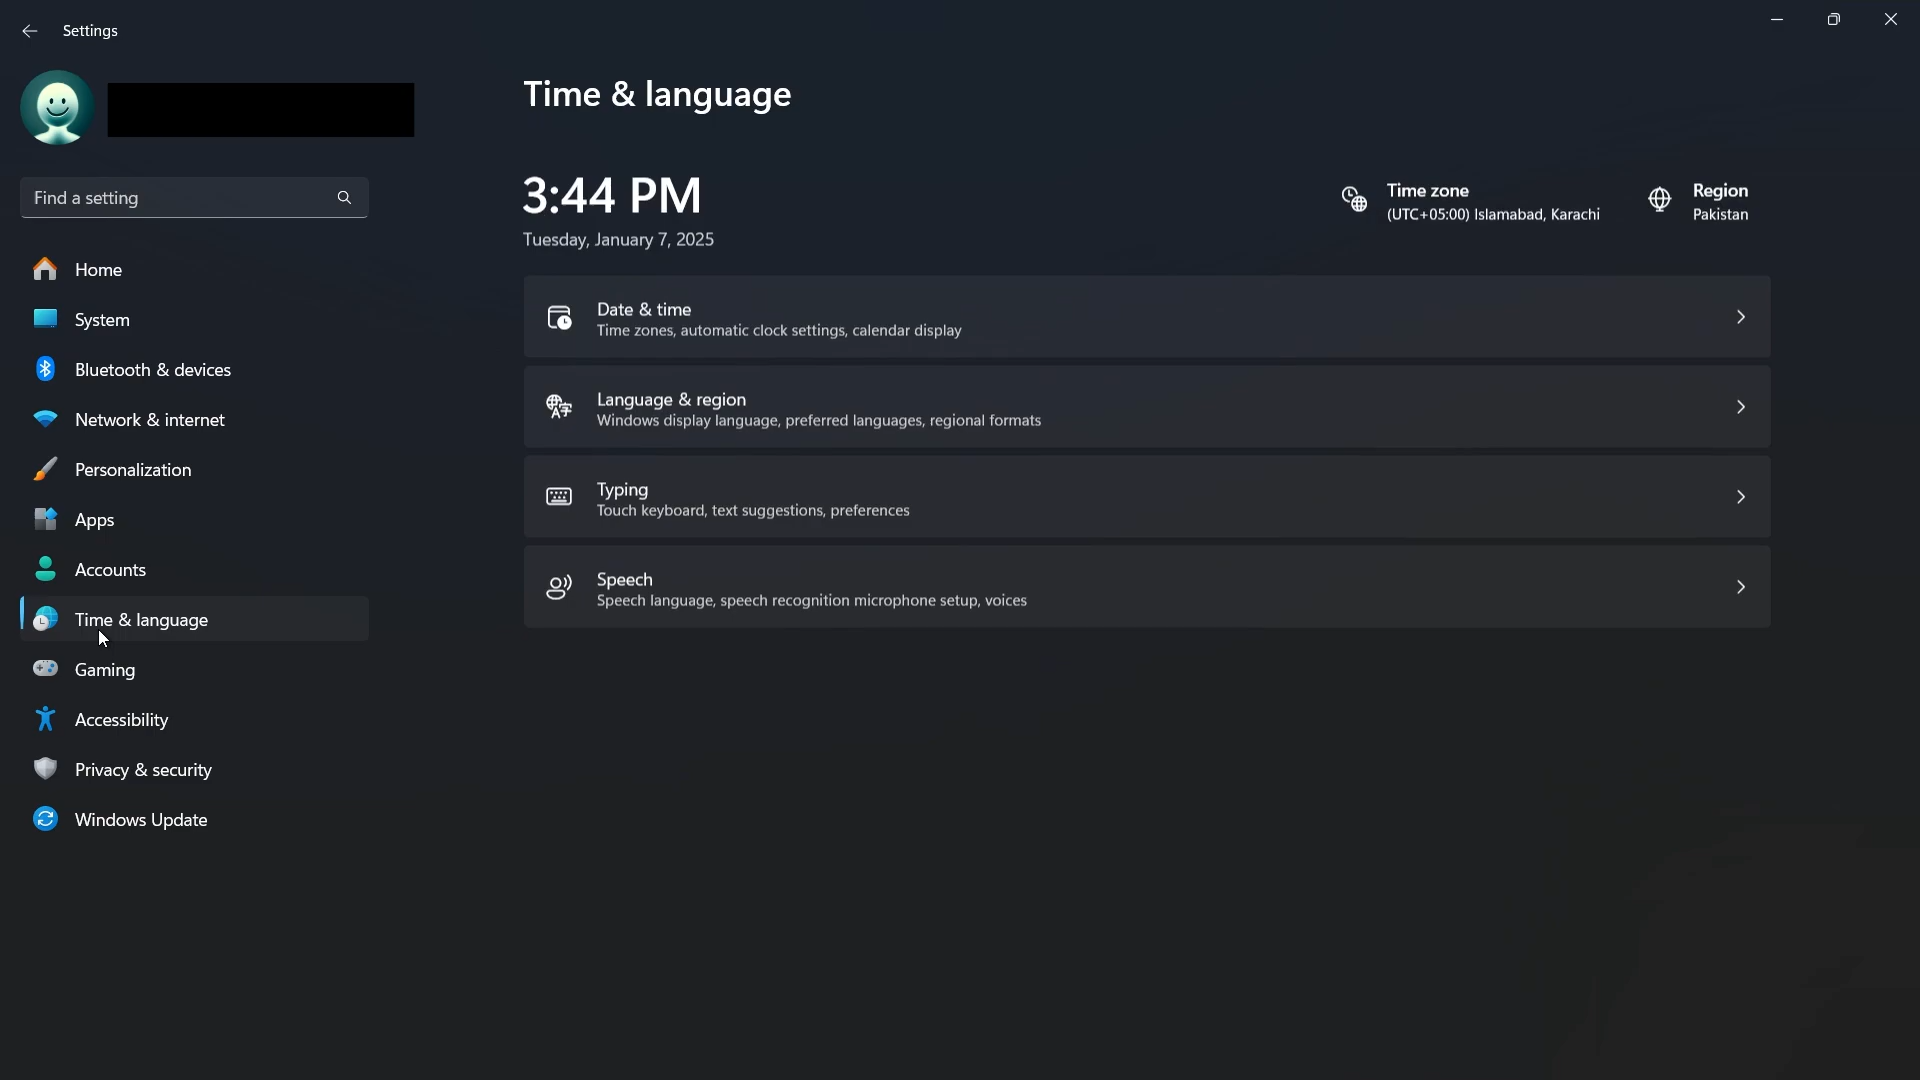 Settings
Find a setting
Home
System
Bluetooth & devices
Network & internet
Personalization
Apps
Accounts
Time & language
Gaming
Accessibility
Privacy & security
Windows Update
Time & language
3:44 PM
Tuesday, January 7, 2025
Time zone
(UTC+05:00) Islamabad, Karachi
Region
Pakistan
Date & time
Time zones, automatic clock settings, calendar display
Language & region
Windows display language, preferred languages, regional formats
Typing
Touch keyboard, text suggestions, preferences
Speech
Speech language, speech recognition microphone setup, voices